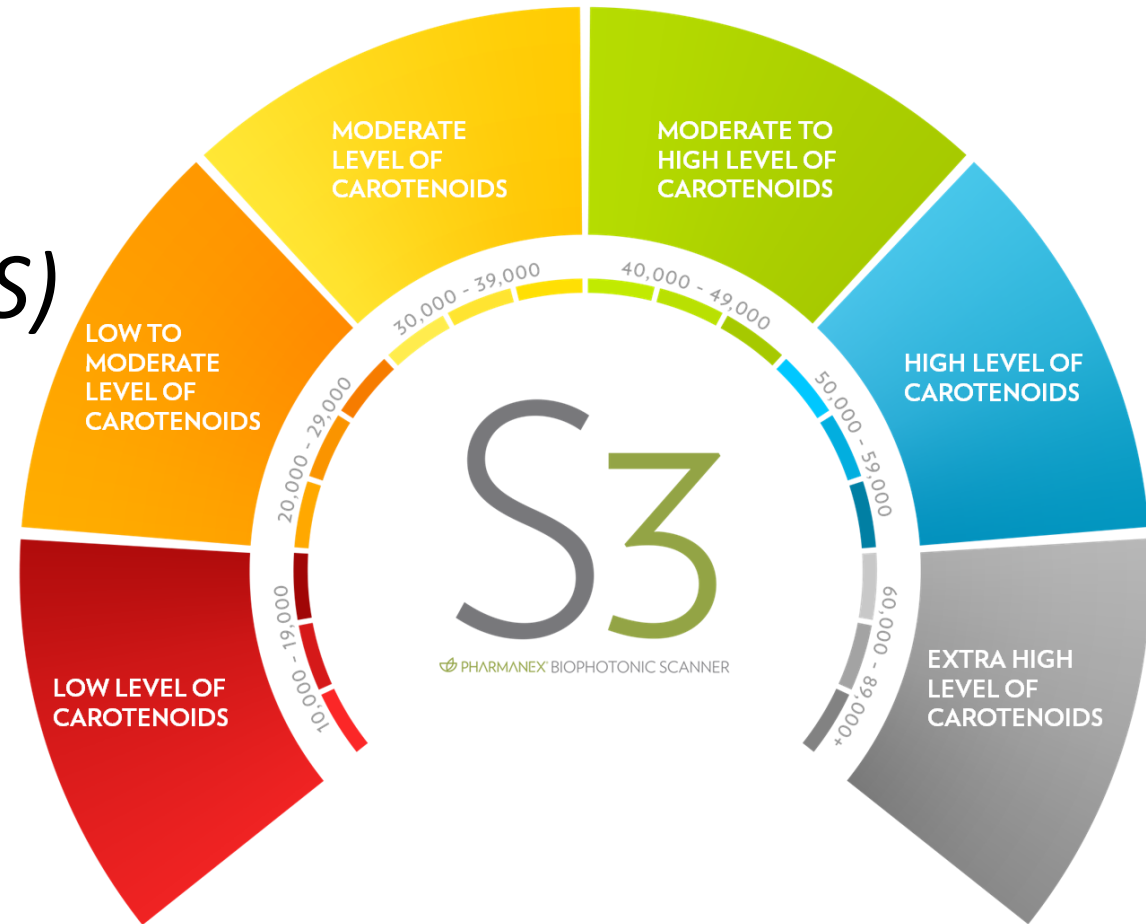 S)
MODERATE
LEVEL OF
CAROTENOIDS
MODERATE TO
HIGH LEVEL OF
CAROTENOIDS
LOW TO
MODERATE
LEVEL OF
CAROTENOIDS
HIGH LEVEL OF
CAROTENOIDS
LOW LEVEL OF
CAROTENOIDS
EXTRA HIGH
LEVEL OF
CAROTENOIDS
10,000 - 19,000
20,000 - 29,000
30,000 - 39,000
40,000 - 49,000
50,000 - 59,000
60,000 - 89,000+
S3
PHARMANEX® BIOPHOTONIC SCANNER